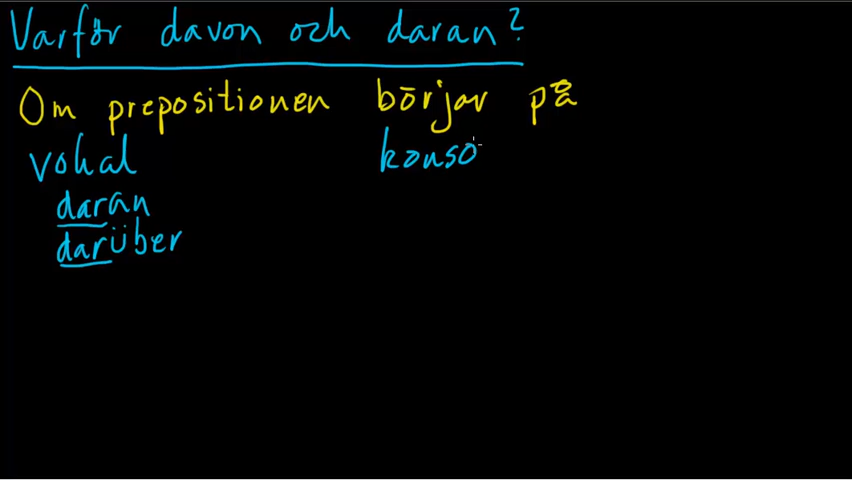 Varför davon och daran?
Om prepositionen börjar på
vokal
konso
daran
darüber